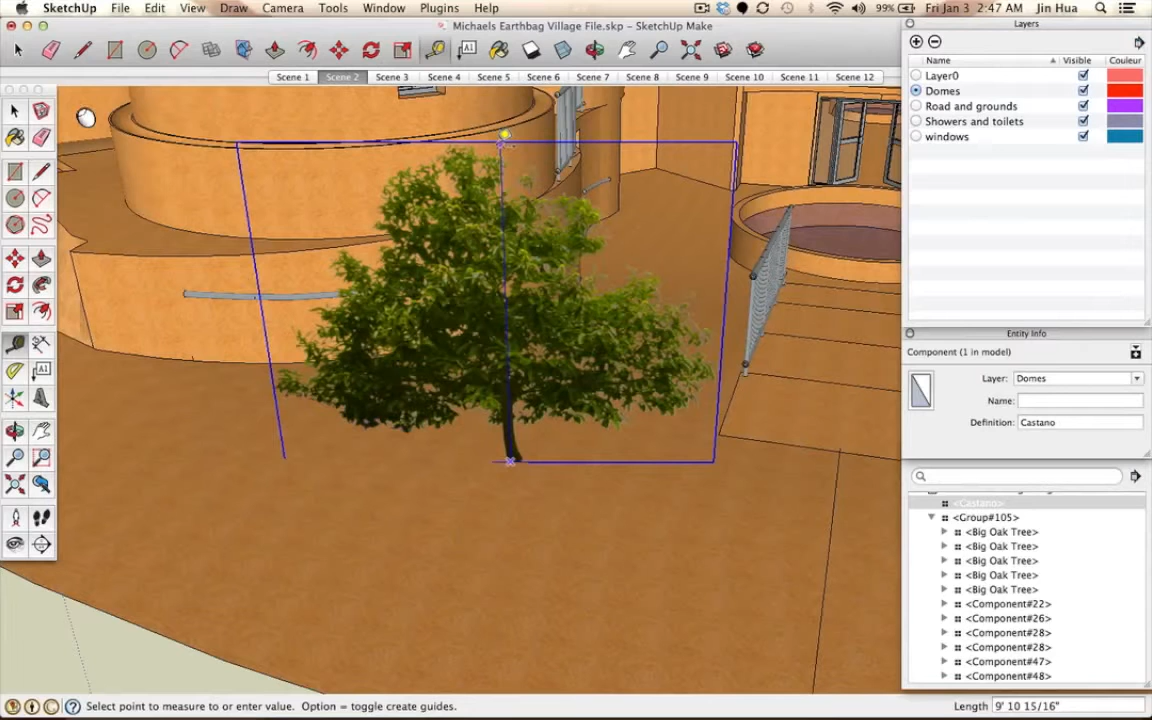 SketchUp File Edit View Draw Camera Tools Window Plugins Help 99% Fri Jan 3 2:47 AM Jin Hua
Michaels Earthbag Village File.skp – SketchUp Make
Layers
Scene 1 Scene 2 Scene 3 Scene 4 Scene 5 Scene 6 Scene 7 Scene 8 Scene 9 Scene 10 Scene 11 Scene 12
Name Visible Couleur
Layer0
Domes
Road and grounds
Showers and toilets
windows
Entity Info
Component (1 in model)
Layer: Domes
Name:
Definition: Castano
<Castano>
<Group#105>
<Big Oak Tree>
<Big Oak Tree>
<Big Oak Tree>
<Big Oak Tree>
<Big Oak Tree>
<Component#22>
<Component#26>
<Component#28>
<Component#28>
<Component#47>
<Component#48>
Select point to measure to or enter value. Option = toggle create guides. Length 9' 10 15/16"